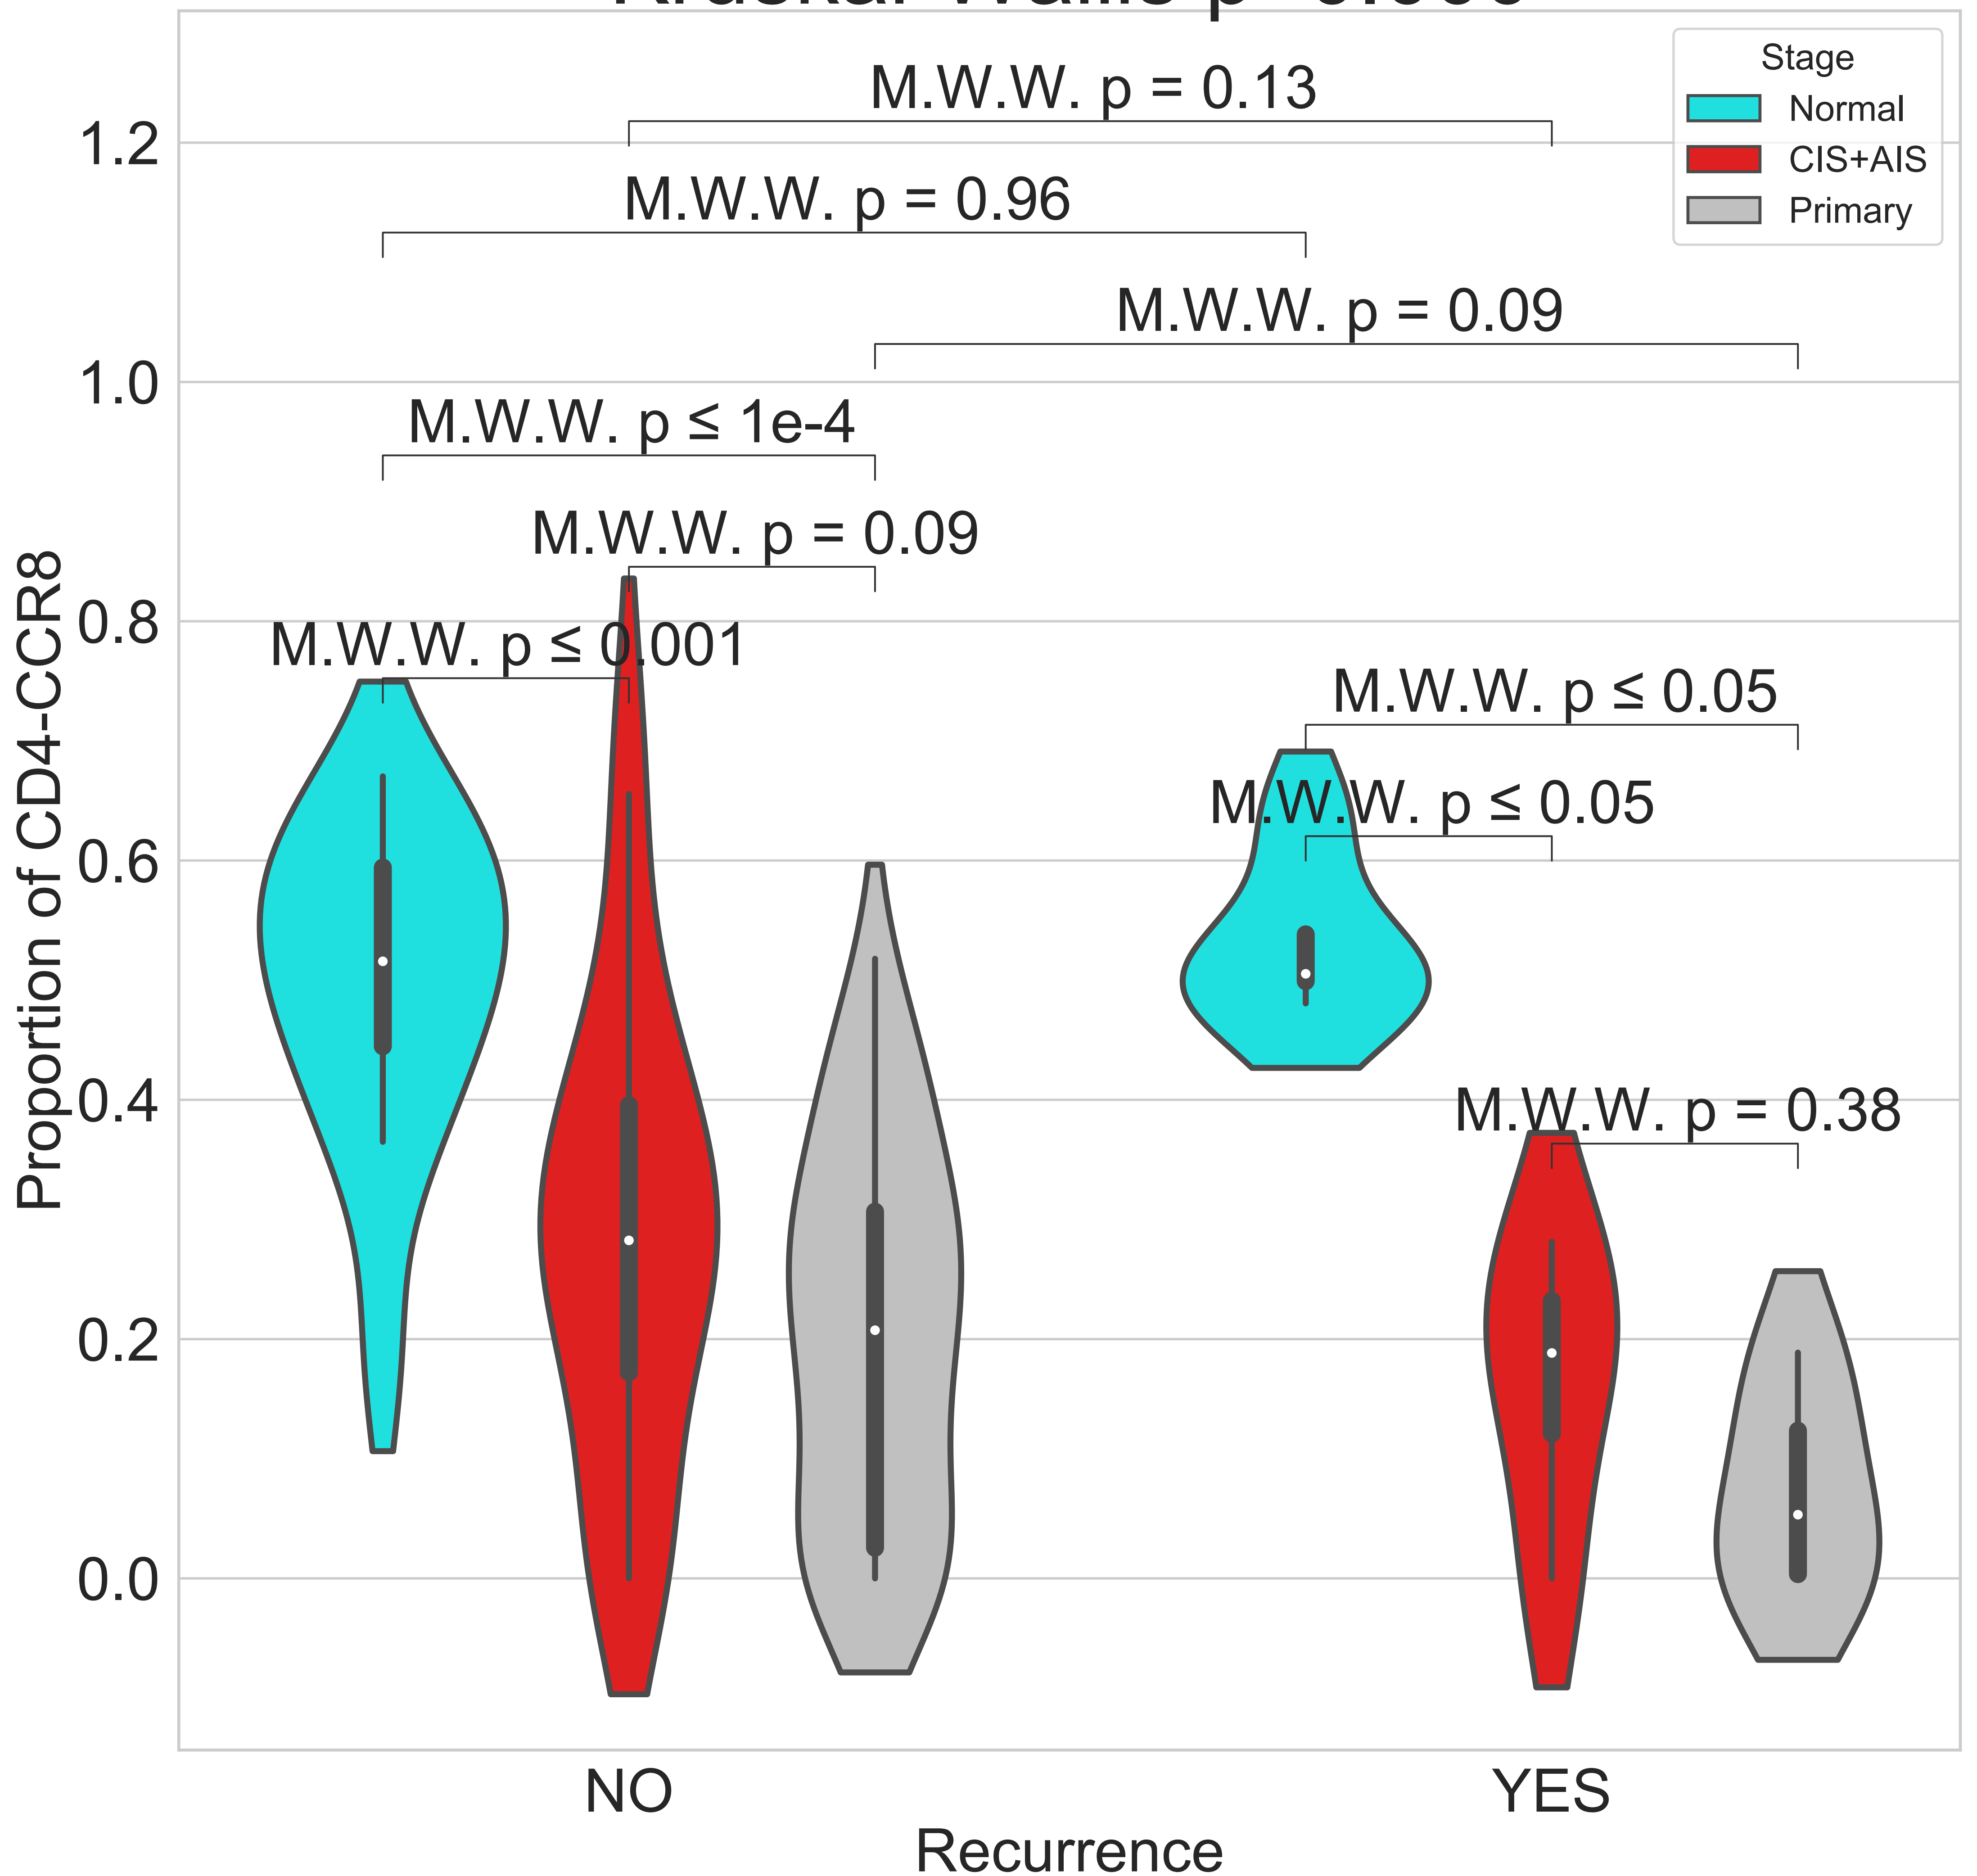 Stage
Normal
CIS+AIS
Primary
M.W.W. p = 0.13
M.W.W. p = 0.96
M.W.W. p = 0.09
M.W.W. p ≤ 1e-4
M.W.W. p = 0.09
M.W.W. p ≤ 0.001
M.W.W. p ≤ 0.05
M.W.W. p ≤ 0.05
M.W.W. p = 0.38
1.2
1.0
0.8
0.6
0.4
0.2
0.0
Proportion of CD4-CCR8
NO
YES
Recurrence